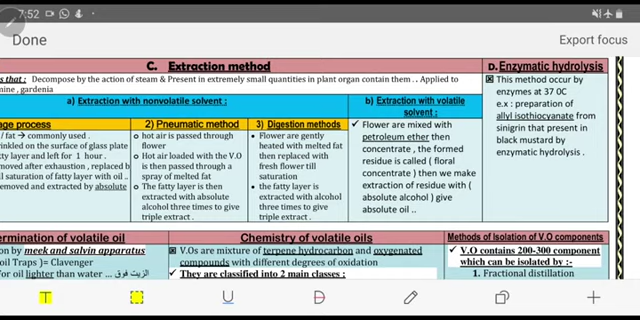 7:52
Done
Export focus
C. Extraction method
s that : Decompose by the action of steam & Present in extremely small quantities in plant organ contain them . . Applied to
mine , gardenia
a) Extraction with nonvolatile solvent :
age process
/ fat → commonly used .
inkled on the surface of glass plate
tty layer and left for 1 hour .
moved after exhaustion , replaced b
il saturation of fatty layer with oil ..
emoved and extracted by absolute
2) Pneumatic method
o hot air is passed through
flower
o Hot air loaded with the V.O
is then passed through a
spray of melted fat
o The fatty layer is then
extracted with absolute
alcohol three times to give
triple extract .
3) Digestion methods
• Flower are gently
heated with melted fat
then replaced with
fresh flower till
saturation
• the fatty layer is
extracted with alcohol
three times to give
triple extract .
b) Extraction with volatile
solvent :
✓ Flower are mixed with
petroleum ether then
concentrate , the formed
residue is called ( floral
concentrate ) then we make
extraction of residue with (
absolute alcohol ) give
absolute oil ..
D. Enzymatic hydrolysis
This method occur by
enzymes at 37 OC
e.x : preparation of
allyl isothiocyanate from
sinigrin that present in
black mustard by
enzymatic hydrolysis .
ermination of volatile oil
on by meek and salvin apparatus
oil Traps )= Clavenger
For oil lighter than water ... الزيت فوق
Chemistry of volatile oils
V.Os are mixture of terpene hydrocarbon and oxygenated
compounds with different degrees of oxidation
✓ They are classified into 2 main classes :
Methods of Isolation of V.O components
✓ V.O contains 200-300 component
which can be isolated by :-
1. Fractional distillation
T
U
D